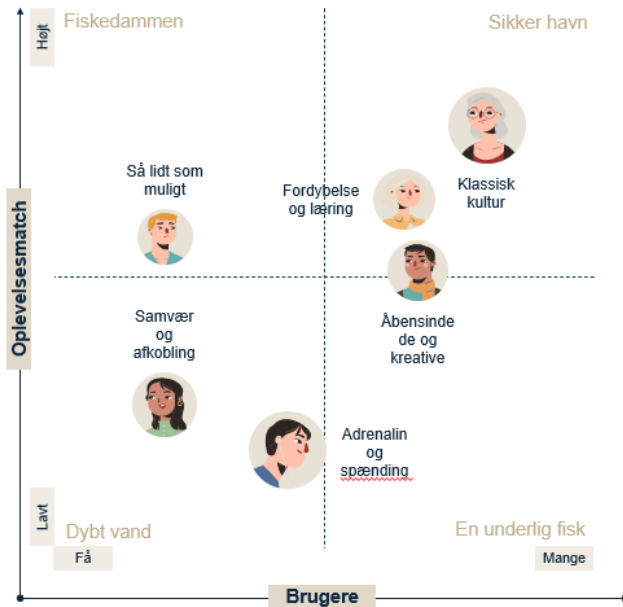 Fiskedammen
Sikker havn
Højt
Så lidt som
muligt
Fordybelse
og læring
Klassisk
kultur
Oplevelsesmatch
Samvær
og
afkobling
Åbensinde
de og
kreative
Adrenalin
og
spænding
Lavt
Dybt vand
En underlig fisk
Få
Mange
Brugere